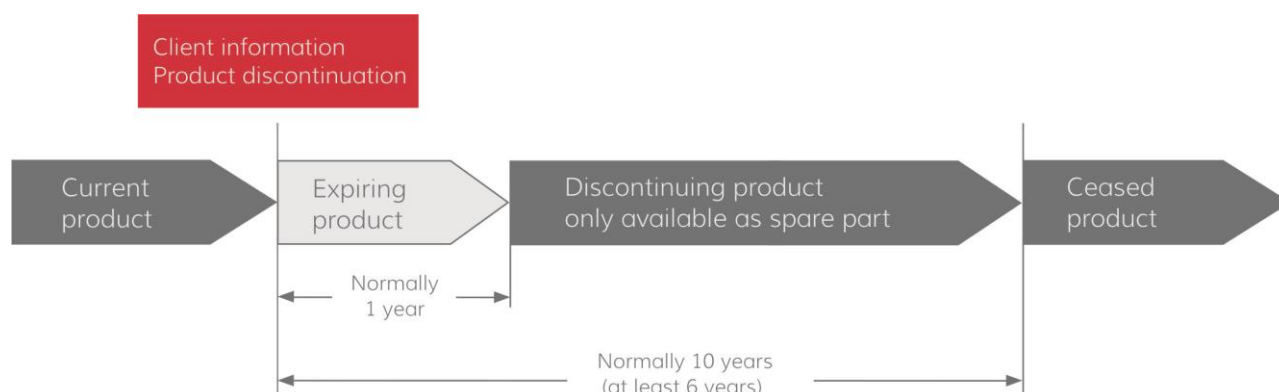 Client information
Product discontinuation
Current
product
Expiring
product
Discontinuing product
only available as spare part
Ceased
product
Normally
1 year
Normally 10 years
(at least 6 years)